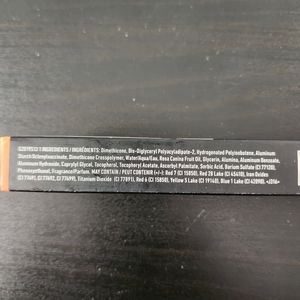 INGREDIENTS / INGRÉDIENTS: Dimethicone, Bis-Diglyceryl Polyacyladipate-2, Hydrogenated Polyisobutene, Aluminum
Starch Octenylsuccinate, Dimethicone Crosspolymer, Water/Aqua/Eau, Rosa Canina Fruit Oil, Glycerin, Alumina, Aluminum Benzoate,
Aluminum Hydroxide, Caprylyl Glycol, Tocopherol, Tocopheryl Acetate, Ascorbyl Palmitate, Sorbic Acid, Barium Sulfate (CI 77120),
Phenoxyethanol, Fragrance/Parfum. MAY CONTAIN / PEUT CONTENIR (+/-): Red 7 (CI 15850), Red 28 Lake (CI 45410), Iron Oxides
(CI 77491, CI 77492, CI 77499), Titanium Dioxide (CI 77891), Red 6 (CI 15850), Yellow 5 Lake (CI 19140), Blue 1 Lake (CI 42090).